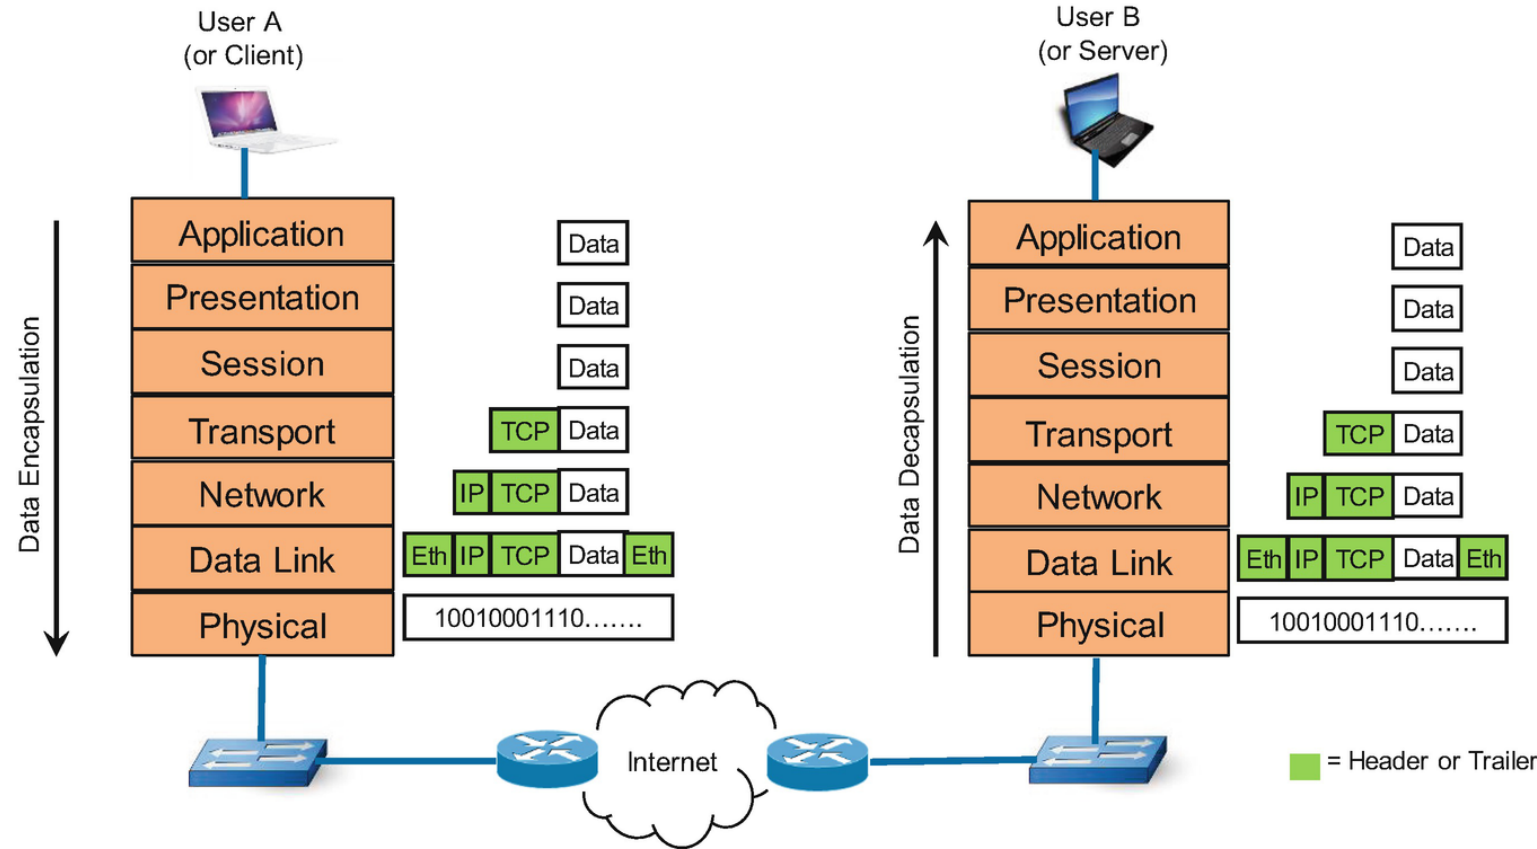 User A
(or Client)
User B
(or Server)
Data Encapsulation
Application
Data
Presentation
Data
Session
Data
Transport
TCP Data
Network
IP TCP Data
Data Link
Eth IP TCP Data Eth
Physical
10010001110.......
Data Decapsulation
Application
Data
Presentation
Data
Session
Data
Transport
TCP Data
Network
IP TCP Data
Data Link
Eth IP TCP Data Eth
Physical
10010001110.......
Internet
= Header or Trailer